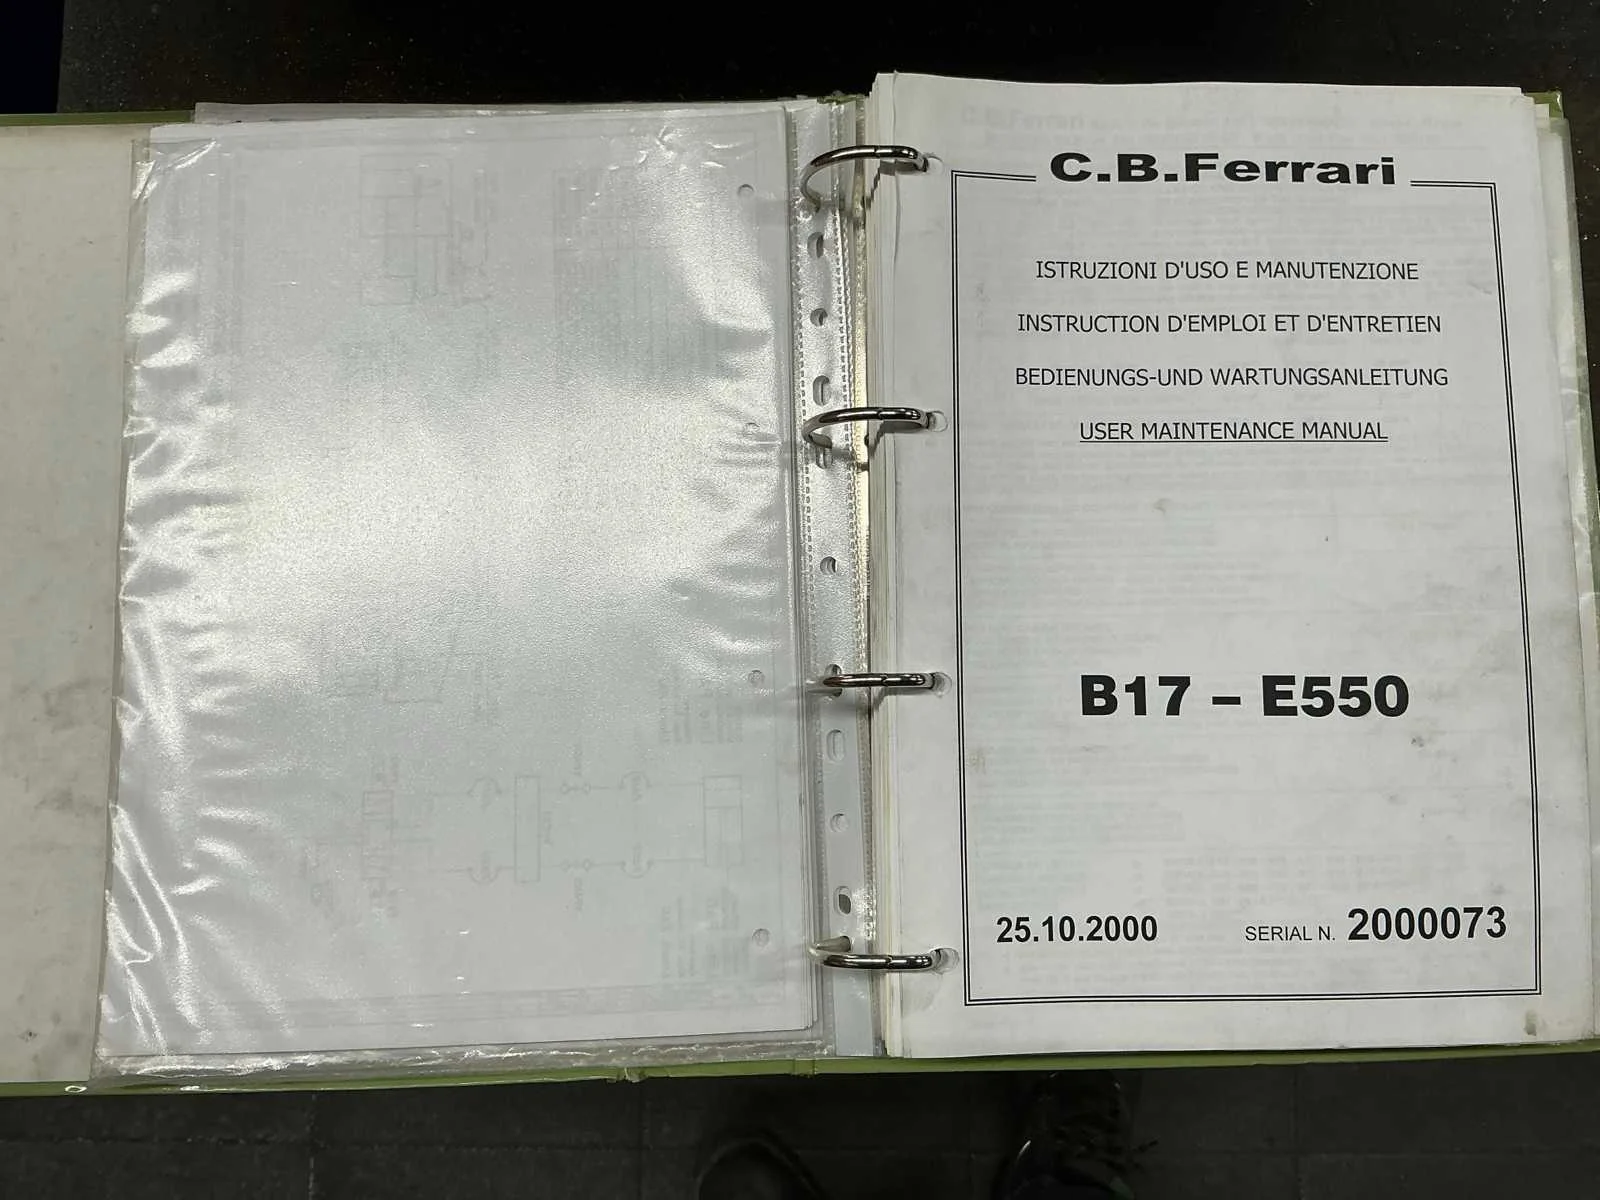 C.B.Ferrari
ISTRUZIONI D'USO E MANUTENZIONE
INSTRUCTION D'EMPLOI ET D'ENTRETIEN
BEDIENUNGS-UND WARTUNGSANLEITUNG
USER MAINTENANCE MANUAL
B17 – E550
25.10.2000 SERIAL N. 2000073